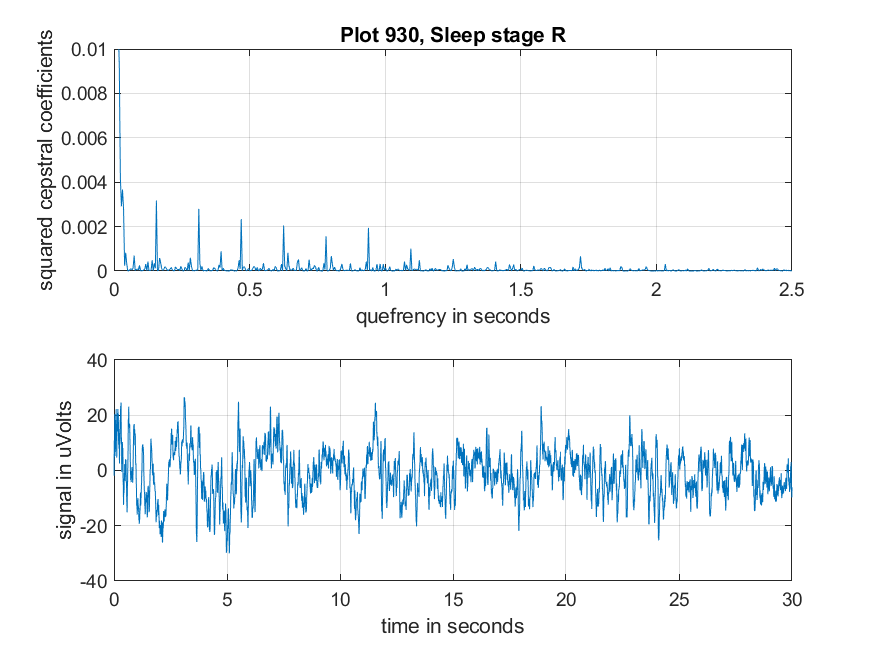 Plot 930, Sleep stage R
squared cepstral coefficients
0.01
0.008
0.006
0.004
0.002
0
0 0.5 1 1.5 2 2.5
quefrency in seconds
signal in uVolts
40
20
0
-20
-40
0 5 10 15 20 25 30
time in seconds